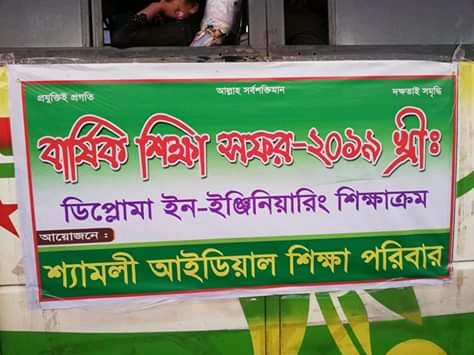 প্রযুক্তিই প্রগতি আল্লাহ সর্বশক্তিমান দক্ষতাই সমৃদ্ধি
বার্ষিক শিক্ষা সফর-২০১৯ খ্রীঃ
ডিপ্লোমা ইন-ইঞ্জিনিয়ারিং শিক্ষাক্রম
আয়োজনে :
শ্যামলী আইডিয়াল শিক্ষা পরিবার